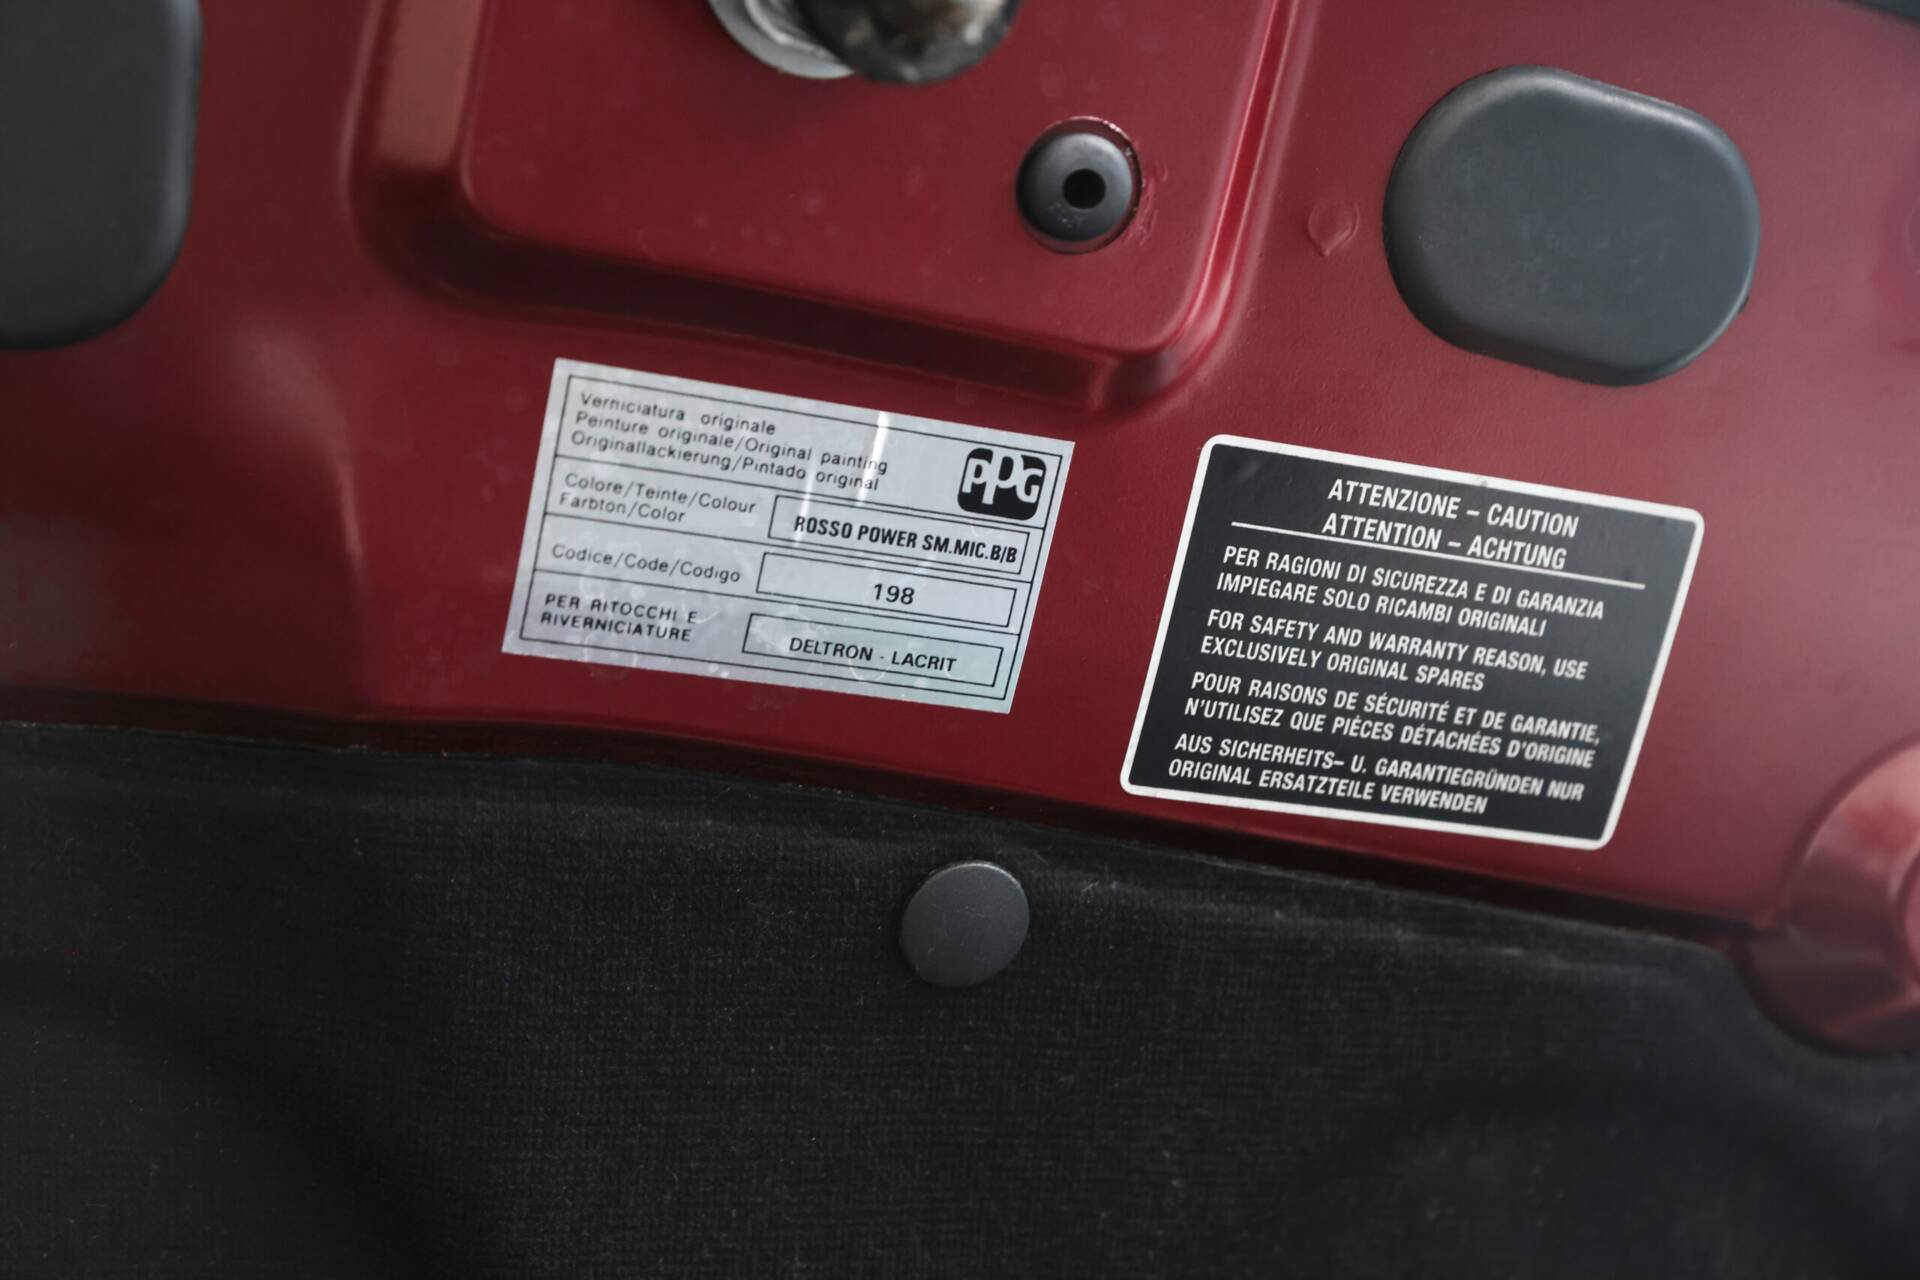 Verniciatura originale
Peinture originale/Original painting
Originallackierung/Pintado original
PPG
Colore/Teinte/Colour
Farbton/Color
ROSSO POWER SM.MIC.B/B
Codice/Code/Codigo
198
PER RITOCCHI E
RIVERNICIATURE
DELTRON - LACRIT
ATTENZIONE – CAUTION
ATTENTION – ACHTUNG
PER RAGIONI DI SICUREZZA E DI GARANZIA
IMPIEGARE SOLO RICAMBI ORIGINALI
FOR SAFETY AND WARRANTY REASON, USE
EXCLUSIVELY ORIGINAL SPARES
POUR RAISONS DE SÉCURITÉ ET DE GARANTIE,
N'UTILISEZ QUE PIÈCES DÉTACHÉES D'ORIGINE
AUS SICHERHEITS– U. GARANTIEGRÜNDEN NUR
ORIGINAL ERSATZTEILE VERWENDEN